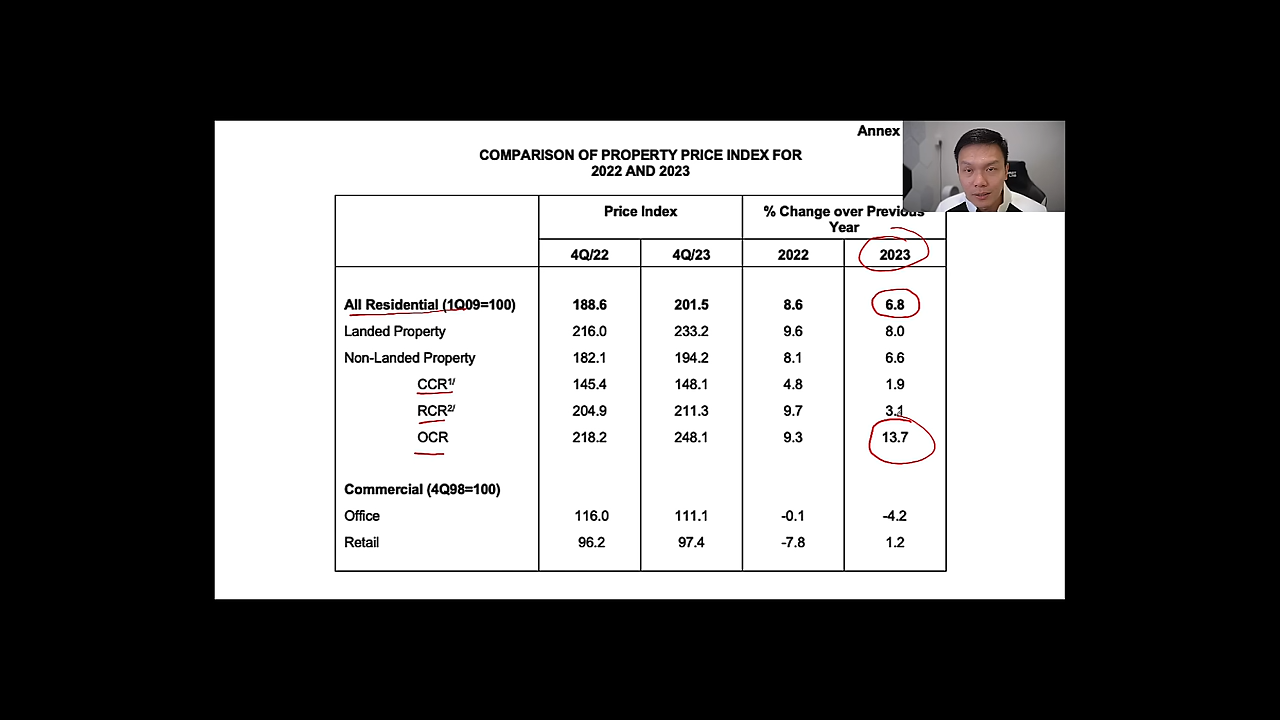 Annex
COMPARISON OF PROPERTY PRICE INDEX FOR
2022 AND 2023
Price Index % Change over Previous
Year
4Q/22 4Q/23 2022 2023
All Residential (1Q09=100) 188.6 201.5 8.6 6.8
Landed Property 216.0 233.2 9.6 8.0
Non-Landed Property 182.1 194.2 8.1 6.6
CCR1/ 145.4 148.1 4.8 1.9
RCR2/ 204.9 211.3 9.7 3.1
OCR 218.2 248.1 9.3 13.7
Commercial (4Q98=100)
Office 116.0 111.1 -0.1 -4.2
Retail 96.2 97.4 -7.8 1.2